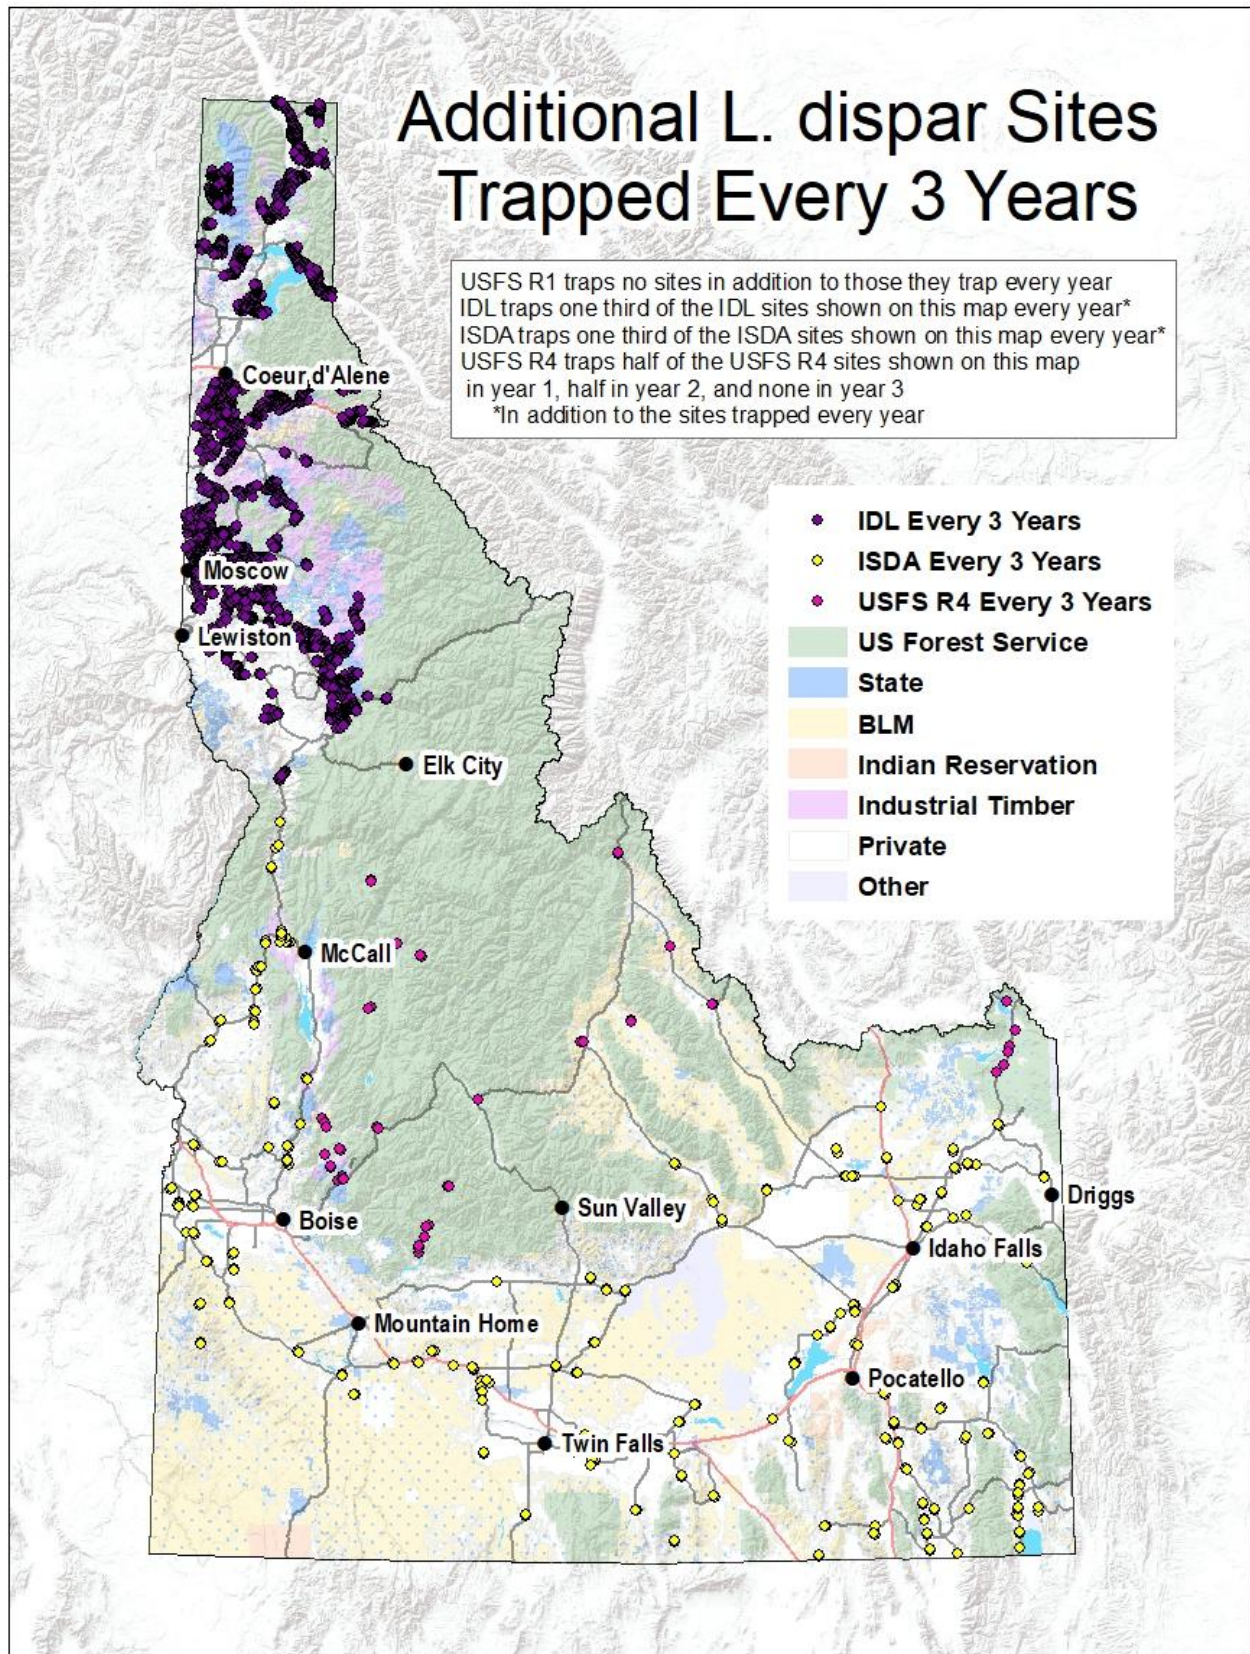 Additional L. dispar Sites
Trapped Every 3 Years
USFS R1 traps no sites in addition to those they trap every year
IDL traps one third of the IDL sites shown on this map every year*
ISDA traps one third of the ISDA sites shown on this map every year*
USFS R4 traps half of the USFS R4 sites shown on this map
in year 1, half in year 2, and none in year 3
*In addition to the sites trapped every year
Coeur d'Alene
IDL Every 3 Years
ISDA Every 3 Years
Moscow
USFS R4 Every 3 Years
Lewiston
US Forest Service
State
BLM
Elk City
Indian Reservation
Industrial Timber
Private
Other
McCall
Driggs
Sun Valley
Boise
Idaho Falls
Mountain Home
Pocatello
Twin Falls